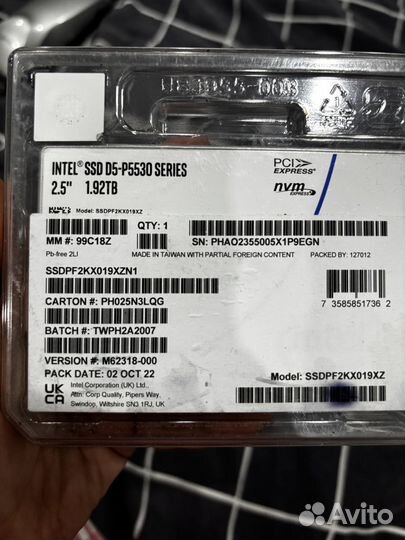 INTEL® SSD D5-P5530 SERIES
2.5" 1.92TB
PCI EXPRESS®
nvm EXPRESS
MM #: 99C18Z
QTY: 1
SN: PHAO2355005X1P9EGN
Pb-free 2LI
MADE IN TAIWAN WITH PARTIAL FOREIGN CONTENT
PACKED BY: 127012
SSDPF2KX019XZN1
CARTON #: PH025N3LQG
7 35858 51736 2
BATCH #: TWPH2A2007
VERSION #: M62318-000
PACK DATE: 02 OCT 22
Model: SSDPF2KX019XZ
UK CA
Intel Corporation (UK) Ltd.,
Attn: Corp Quality, Pipers Way,
Swindon, Wiltshire SN3 1RJ, UK
Avito